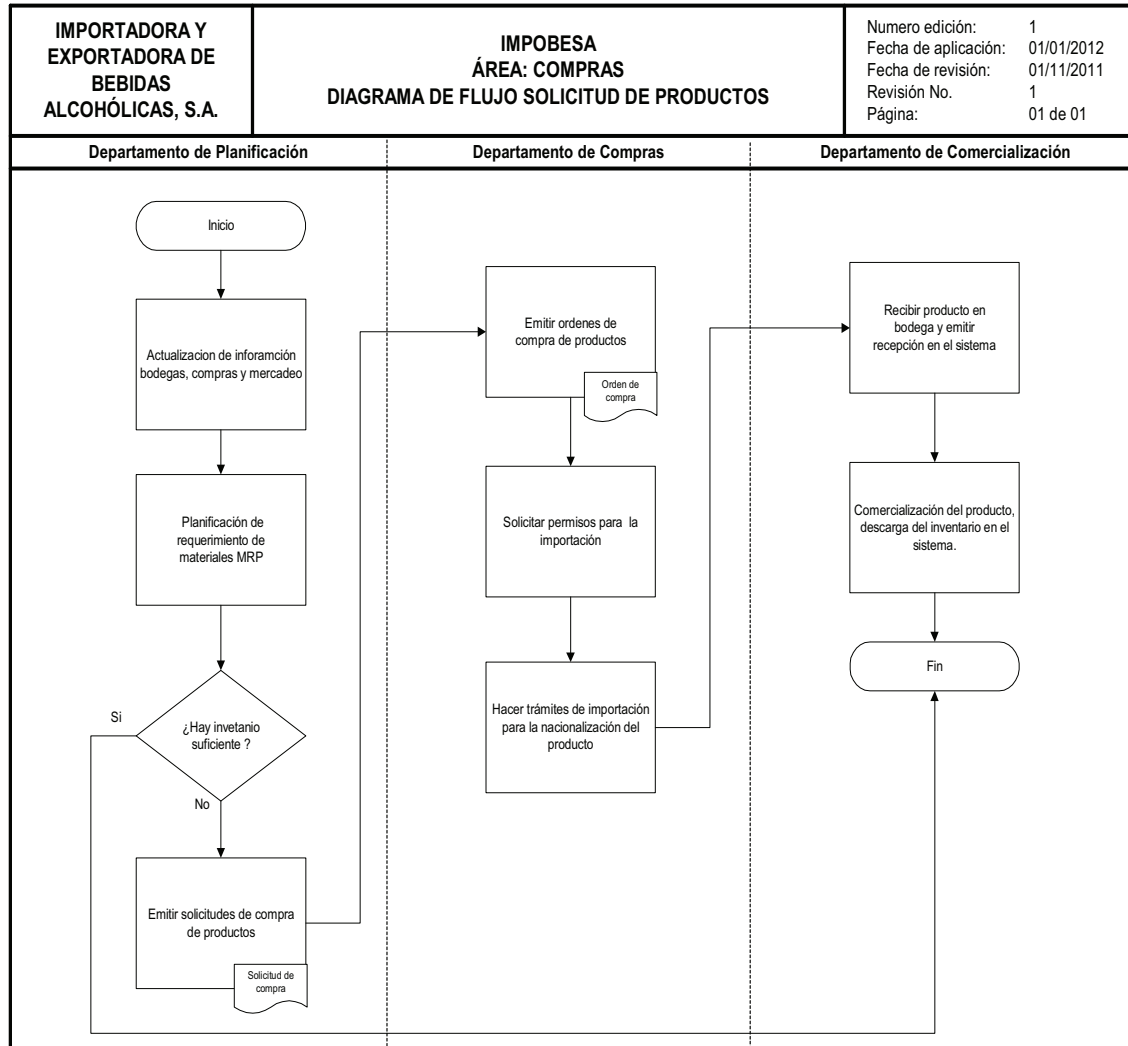 IMPORTADORA Y
EXPORTADORA DE
BEBIDAS
ALCOHÓLICAS, S.A.
IMPOBESA
ÁREA: COMPRAS
DIAGRAMA DE FLUJO SOLICITUD DE PRODUCTOS
Numero edición: 1
Fecha de aplicación: 01/01/2012
Fecha de revisión: 01/11/2011
Revisión No. 1
Página: 01 de 01
Departamento de Planificación
Departamento de Compras
Departamento de Comercialización
Inicio
Actualizacion de inforamción
bodegas, compras y mercadeo
Planificación de
requerimiento de
materiales MRP
¿Hay invetanio
suficiente ?
Si
No
Emitir solicitudes de compra
de productos
Solicitud de
compra
Emitir ordenes de
compra de productos
Orden de
compra
Solicitar permisos para la
importación
Hacer trámites de importación
para la nacionalización del
producto
Recibir producto en
bodega y emitir
recepción en el sistema
Comercialización del producto,
descarga del inventario en el
sistema.
Fin